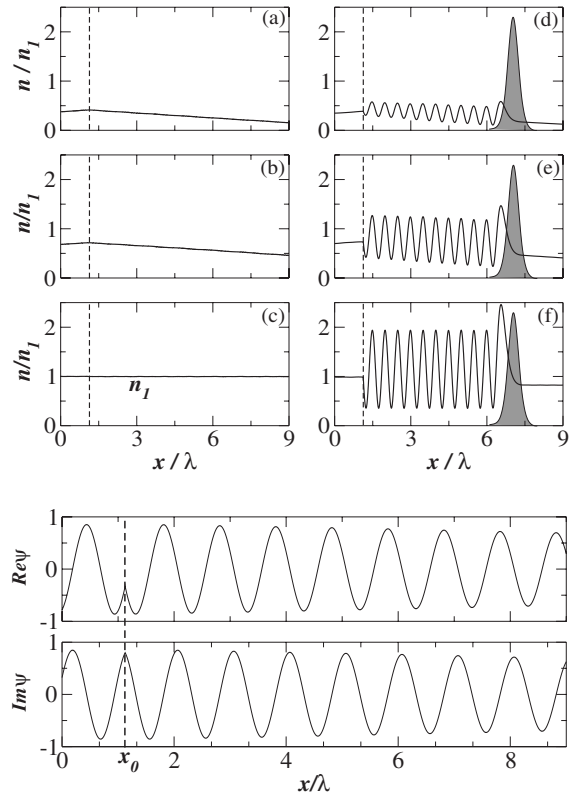 (a)
n / n1
2
1
0
(d)
(b)
n/n1
2
1
0
(e)
(c)
n/n1
2
1
0
n1
0 3 6 9
x / λ
(f)
0 3 6 9
x / λ
Reψ
1
0
-1
Imψ
1
0
-1
0 x0 2 4 6 8
x/λ